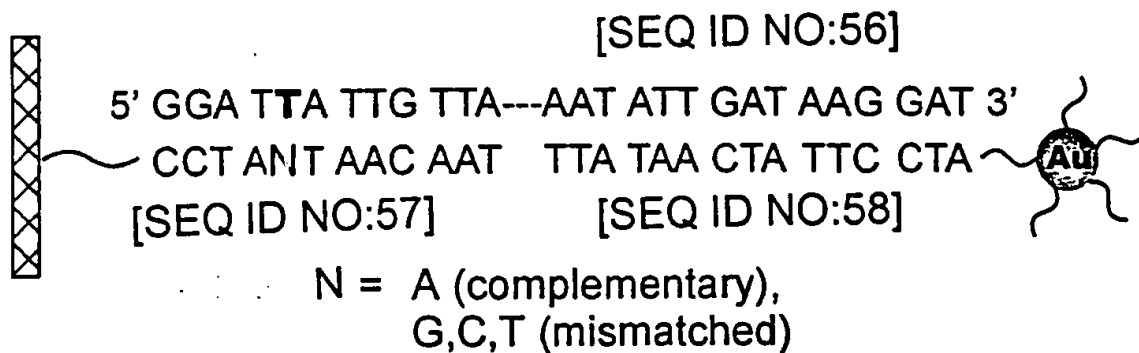 [SEQ ID NO:56]
5' GGA TTA TTG TTA---AAT ATT GAT AAG GAT 3'
CCT ANT AAC AAT TTA TAA CTA TTC CTA
Au
[SEQ ID NO:57] [SEQ ID NO:58]
N = A (complementary),
G,C,T (mismatched)